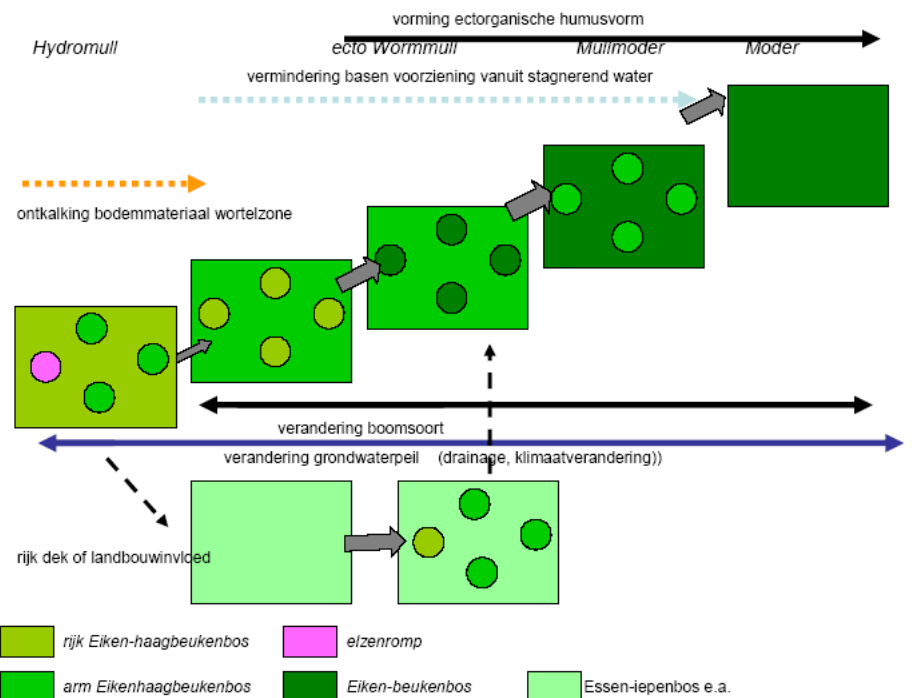 vorming ectorganische humusvorm
Hydromull ecto Wormmull Mullmoder Moder
vermindering basen voorziening vanuit stagnerend water
ontkalking bodemmateriaal wortelzone
verandering boomsoort
verandering grondwaterpeil (drainage, klimaatverandering))
rijk dek of landbouwinvloed
rijk Eiken-haagbeukenbos elzenromp
arm Eikenhaagbeukenbos Eiken-beukenbos Essen-iepenbos e.a.